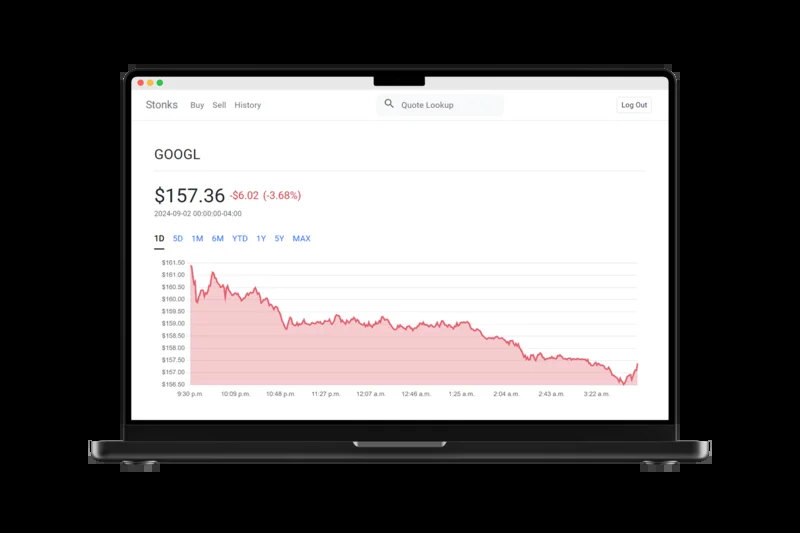 Stonks Buy Sell History Quote Lookup Log Out
GOOGL
$157.36 -$6.02 (-3.68%)
2024-09-02 00:00:00-04:00
1D 5D 1M 6M YTD 1Y 5Y MAX
$161.50
$161.00
$160.50
$160.00
$159.50
$159.00
$158.50
$158.00
$157.50
$157.00
$156.50
9:30 p.m. 10:09 p.m. 10:48 p.m. 11:27 p.m. 12:07 a.m. 12:46 a.m. 1:25 a.m. 2:04 a.m. 2:43 a.m. 3:22 a.m.